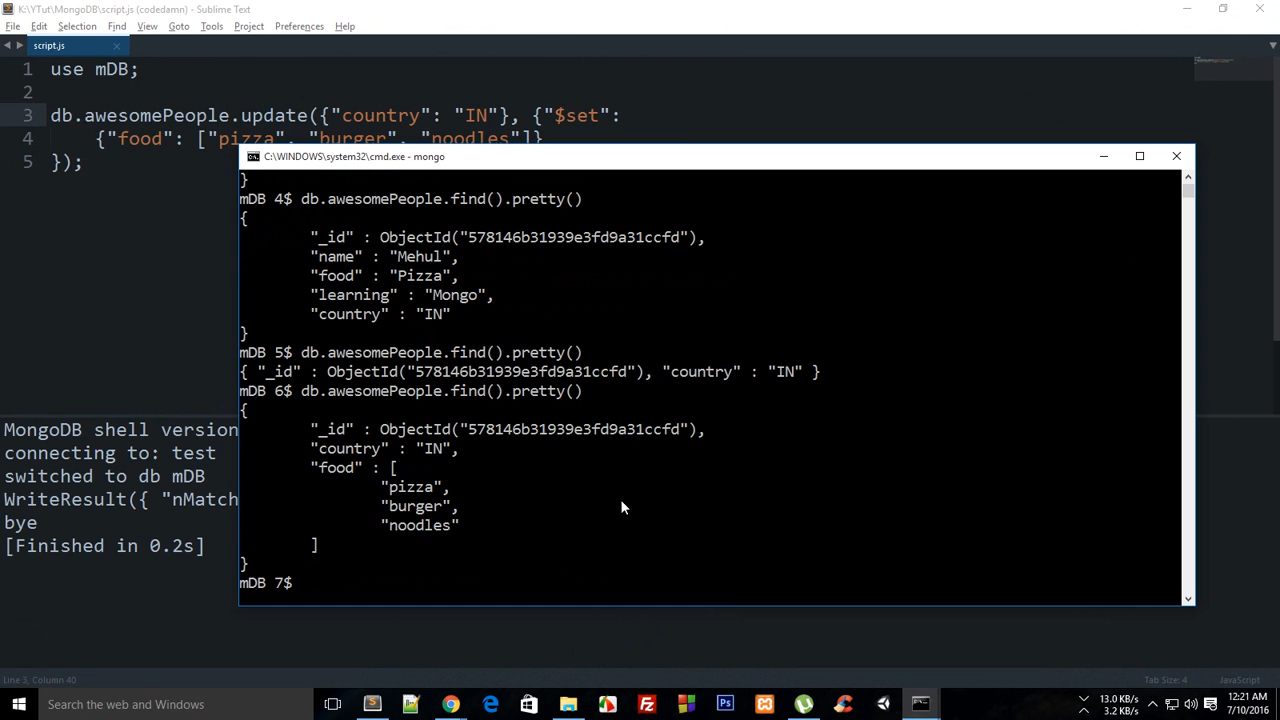 K:\YTut\MongoDB\script.js (codedamn) - Sublime Text
File Edit Selection Find View Goto Tools Project Preferences Help
script.js
1 use mDB;
2
3 db.awesomePeople.update({"country": "IN"}, {"$set":
4 {"food": ["pizza", "burger", "noodles"]}
5 });
C:\WINDOWS\system32\cmd.exe - mongo
}
mDB 4$ db.awesomePeople.find().pretty()
{
"_id" : ObjectId("578146b31939e3fd9a31ccfd"),
"name" : "Mehul",
"food" : "Pizza",
"learning" : "Mongo",
"country" : "IN"
}
mDB 5$ db.awesomePeople.find().pretty()
{ "_id" : ObjectId("578146b31939e3fd9a31ccfd"), "country" : "IN" }
mDB 6$ db.awesomePeople.find().pretty()
{
"_id" : ObjectId("578146b31939e3fd9a31ccfd"),
"country" : "IN",
"food" : [
"pizza",
"burger",
"noodles"
]
}
mDB 7$
MongoDB shell version
connecting to: test
switched to db mDB
WriteResult({ "nMatch
bye
[Finished in 0.2s]
Line 3, Column 40
Tab Size: 4
JavaScript
Search the web and Windows
13.0 KB/s
3.2 KB/s
12:21 AM
7/10/2016